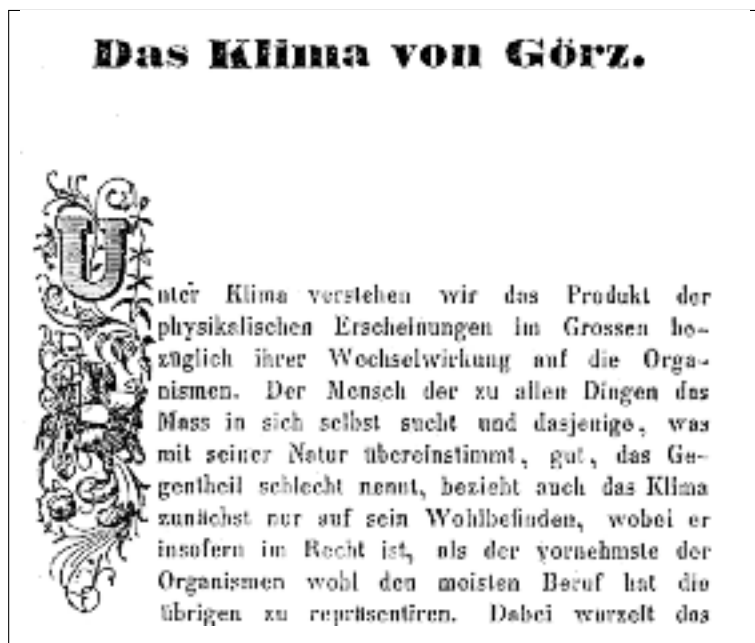 Das Klima von Görz.
Unter Klima verstehen wir das Produkt der
physikalischen Erscheinungen im Grossen be-
züglich ihrer Wechselwirkung auf die Orga-
nismen. Der Mensch der zu allen Dingen das
Mass in sich selbst sucht und dasjenige, was
mit seiner Natur übereinstimmt, gut, das Ge-
gentheil schlecht nennt, bezieht auch das Klima
zunächst nur auf sein Wohlbefinden, wobei er
insofern im Recht ist, als der vornehmste der
Organismen wohl den meisten Beruf hat die
übrigen zu repräsentiren. Dabei wurzelt das